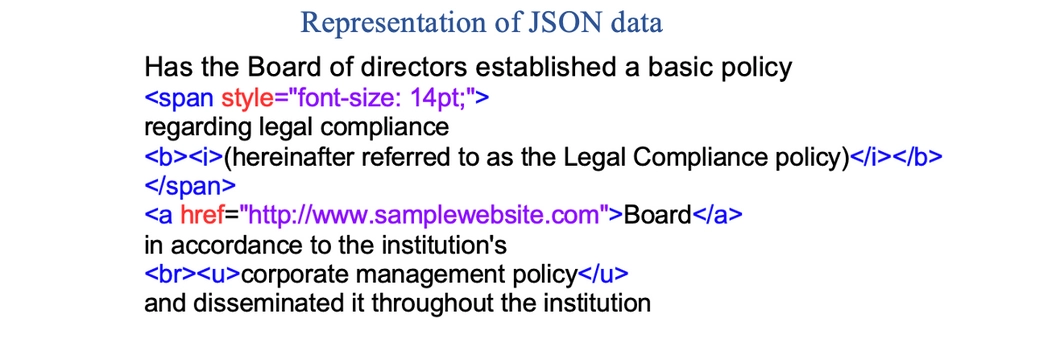 Representation of JSON data
Has the Board of directors established a basic policy
<span style="font-size: 14pt;">
regarding legal compliance
<b><i>(hereinafter referred to as the Legal Compliance policy)</i></b>
</span>
<a href="http://www.samplewebsite.com">Board</a>
in accordance to the institution's
<br><u>corporate management policy</u>
and disseminated it throughout the institution